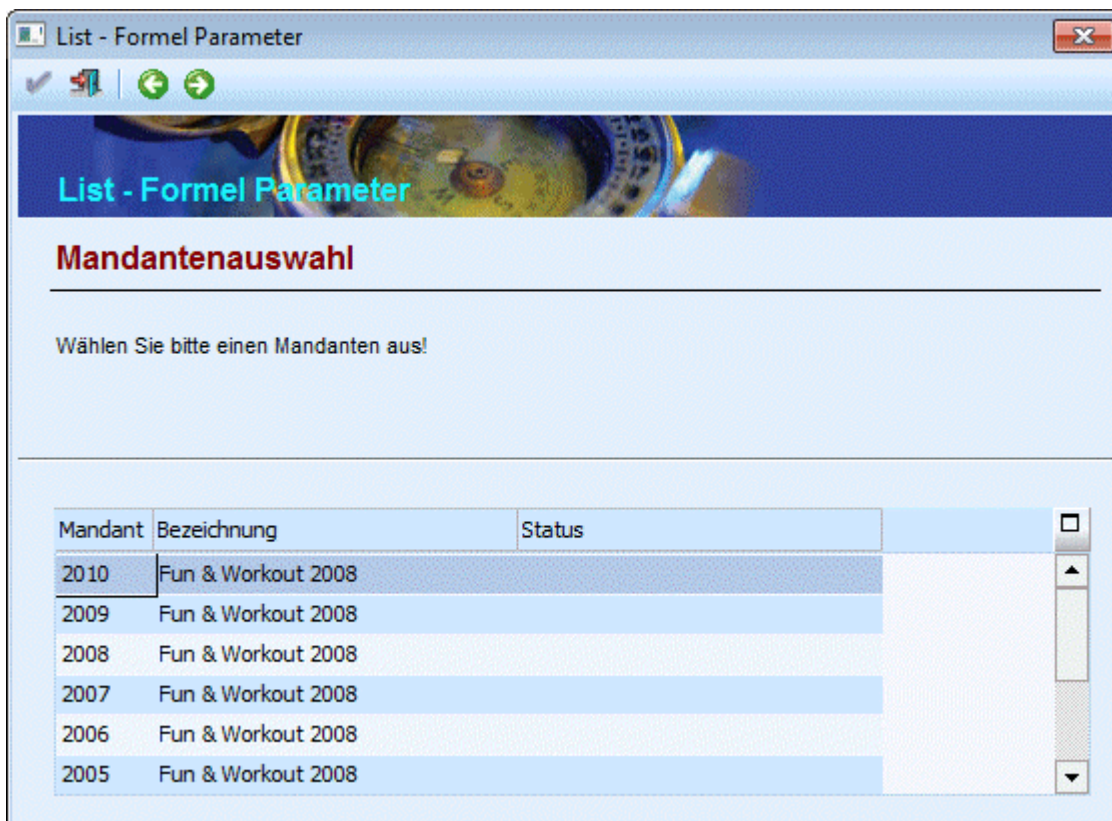 List - Formel Parameter
List - Formel Parameter
Mandantenauswahl
Wählen Sie bitte einen Mandanten aus!
Mandant Bezeichnung Status
2010 Fun & Workout 2008
2009 Fun & Workout 2008
2008 Fun & Workout 2008
2007 Fun & Workout 2008
2006 Fun & Workout 2008
2005 Fun & Workout 2008